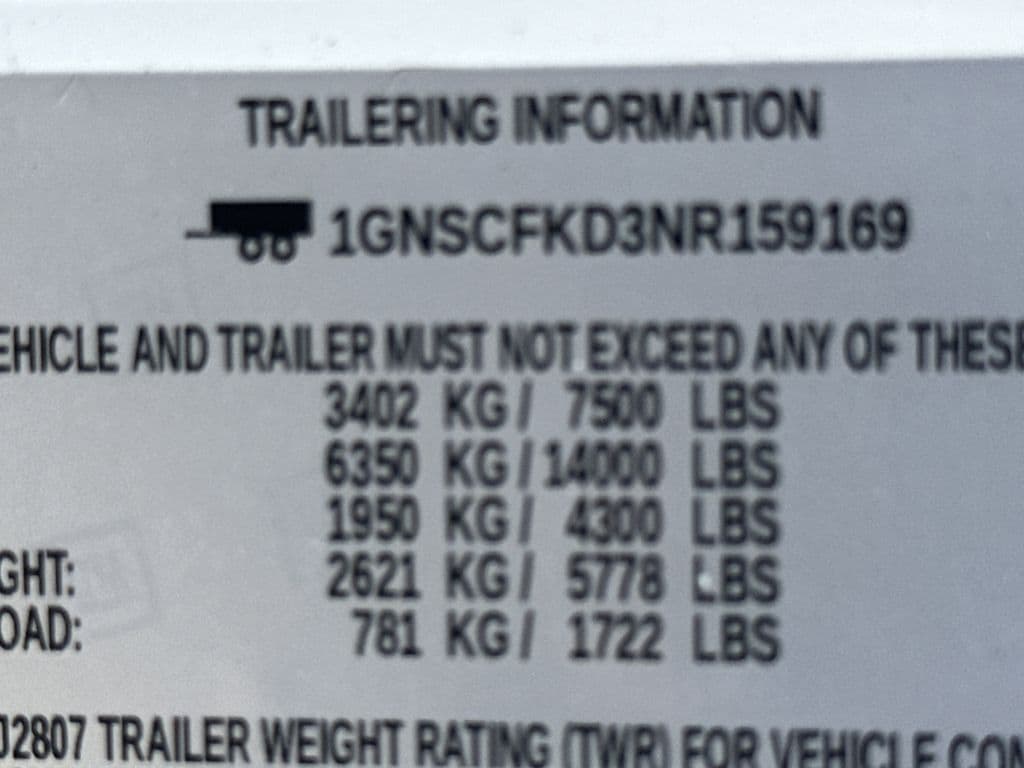 TRAILERING INFORMATION
1GNSCFKD3NR159169
EHICLE AND TRAILER MUST NOT EXCEED ANY OF THESE
3402 KG/ 7500 LBS
6350 KG/14000 LBS
1950 KG/ 4300 LBS
GHT: 2621 KG/ 5778 LBS
OAD: 781 KG/ 1722 LBS
J2807 TRAILER WEIGHT RATING (TWR) FOR VEHICLE CON